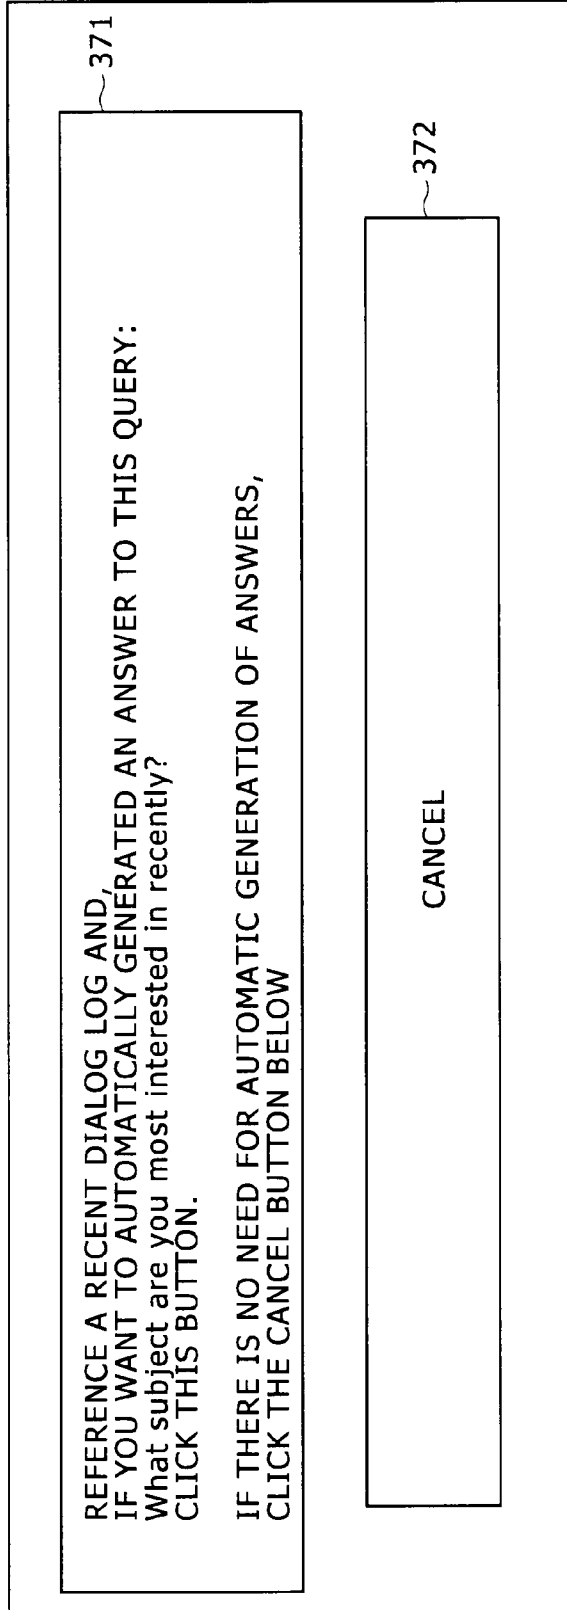 REFERENCE A RECENT DIALOG LOG AND,
IF YOU WANT TO AUTOMATICALLY GENERATED AN ANSWER TO THIS QUERY:
What subject are you most interested in recently?
CLICK THIS BUTTON.
IF THERE IS NO NEED FOR AUTOMATIC GENERATION OF ANSWERS,
CLICK THE CANCEL BUTTON BELOW
371
CANCEL
372